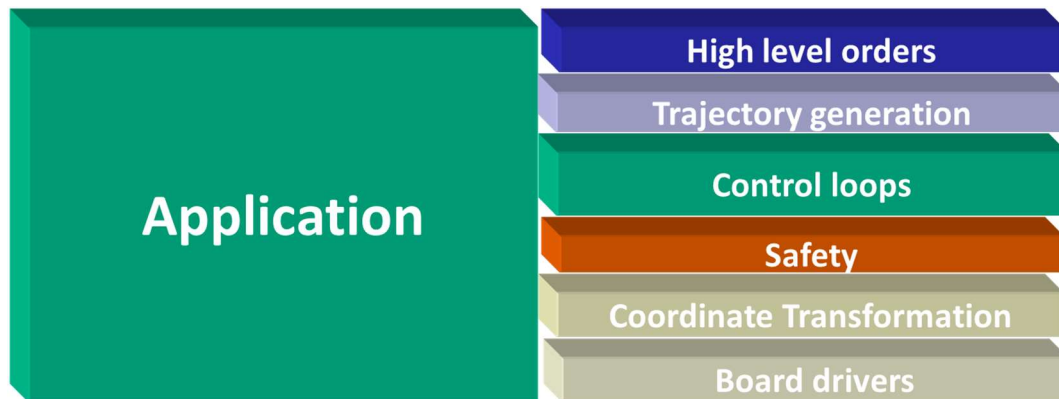 Application
High level orders
Trajectory generation
Control loops
Safety
Coordinate Transformation
Board drivers